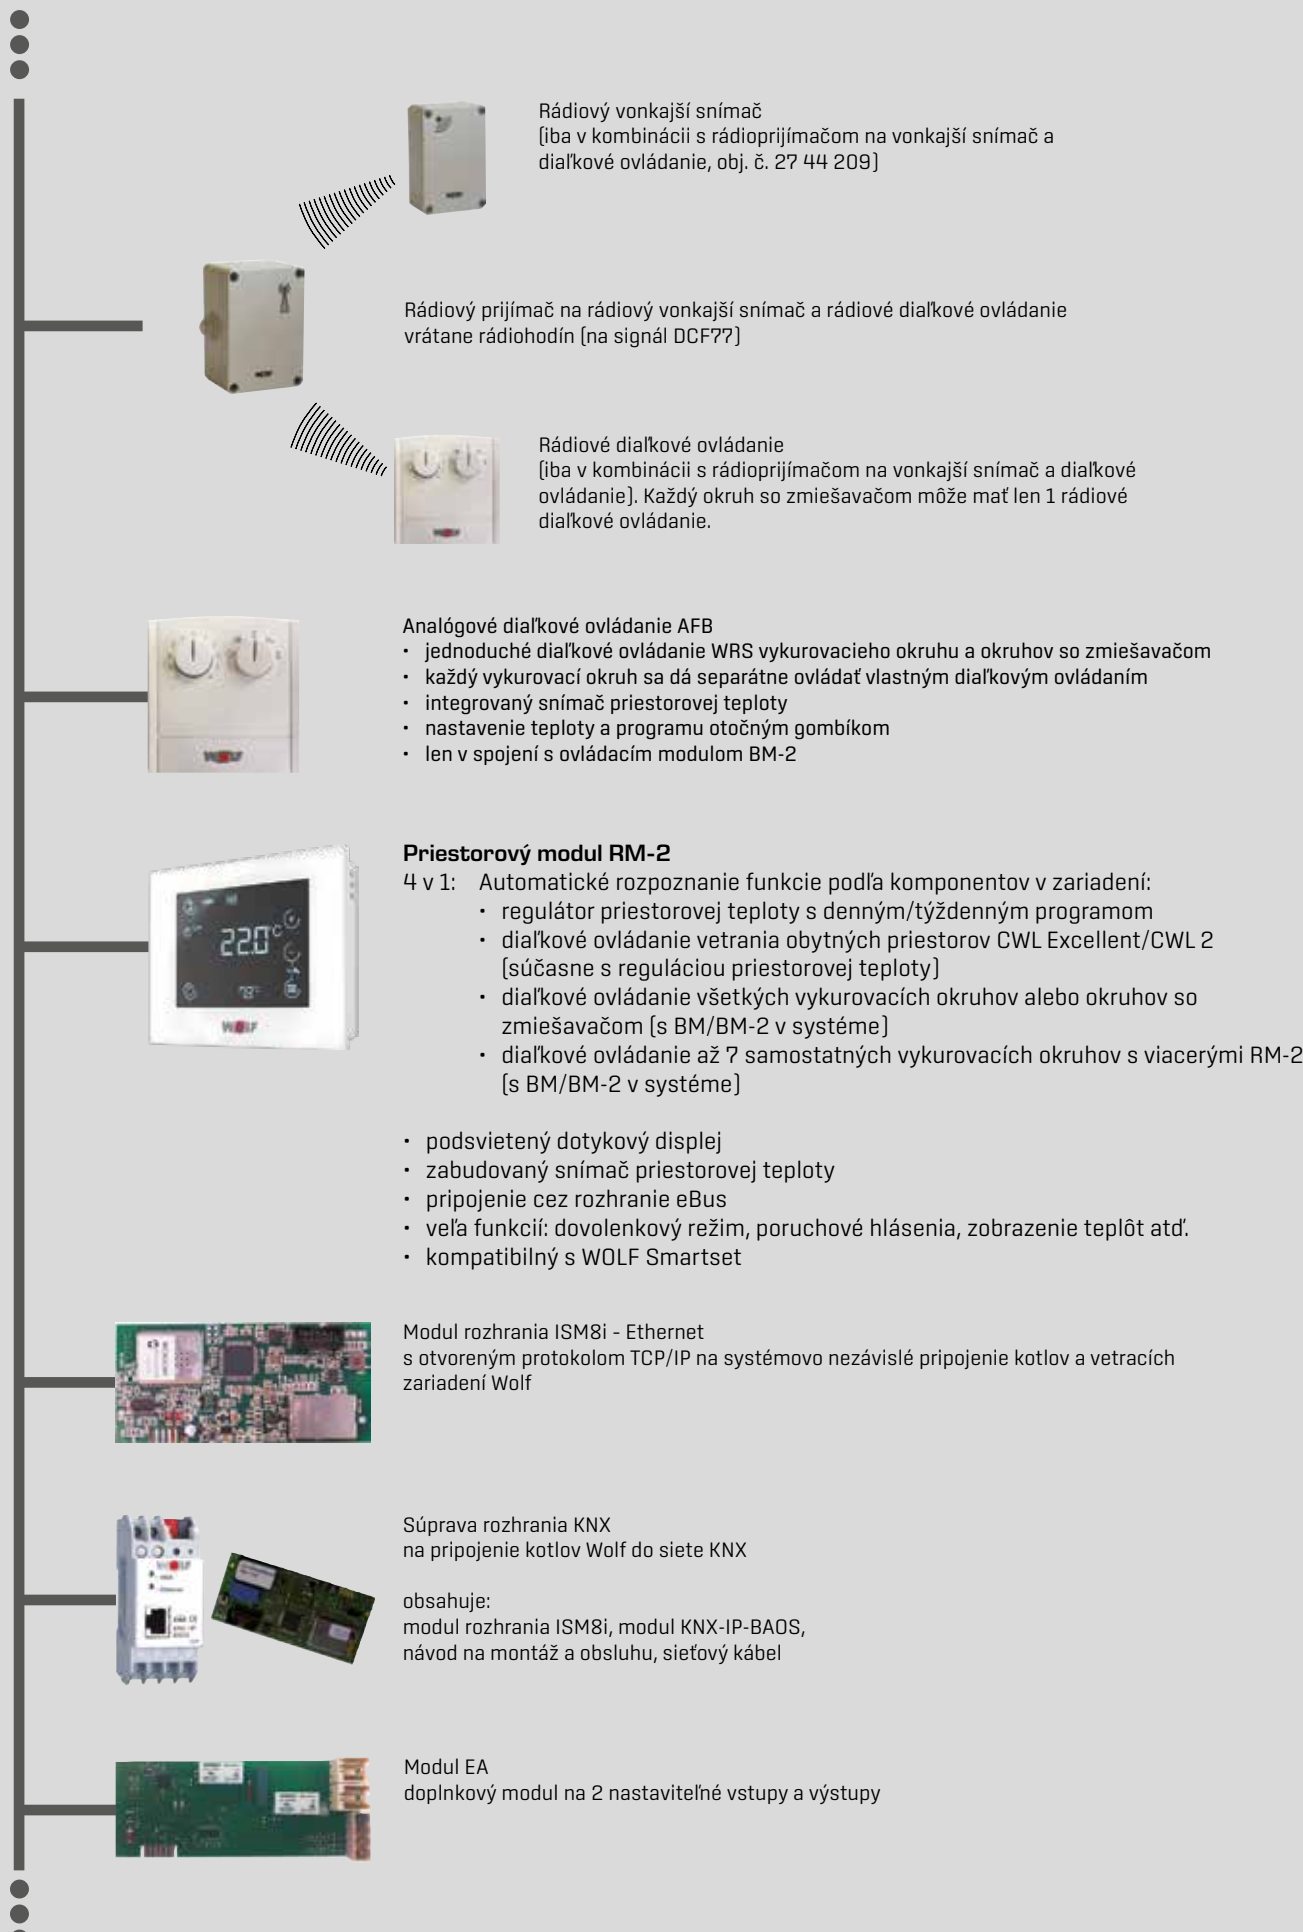 Rádiový vonkajší snímač
(iba v kombinácii s rádioprijímačom na vonkajší snímač a
diaľkové ovládanie, obj. č. 27 44 209)
Rádiový prijímač na rádiový vonkajší snímač a rádiové diaľkové ovládanie
vrátane rádiohodín (na signál DCF77)
Rádiové diaľkové ovládanie
(iba v kombinácii s rádioprijímačom na vonkajší snímač a diaľkové
ovládanie). Každý okruh so zmiešavačom môže mať len 1 rádiové
diaľkové ovládanie.
Analógové diaľkové ovládanie AFB
• jednoduché diaľkové ovládanie WRS vykurovacieho okruhu a okruhov so zmiešavačom
• každý vykurovací okruh sa dá separátne ovládať vlastným diaľkovým ovládaním
• integrovaný snímač priestorovej teploty
• nastavenie teploty a programu otočným gombíkom
• len v spojení s ovládacím modulom BM-2
WOLF
Priestorový modul RM-2
4 v 1: Automatické rozpoznanie funkcie podľa komponentov v zariadení:
• regulátor priestorovej teploty s denným/týždenným programom
• diaľkové ovládanie vetrania obytných priestorov CWL Excellent/CWL 2
(súčasne s reguláciou priestorovej teploty)
• diaľkové ovládanie všetkých vykurovacích okruhov alebo okruhov so
zmiešavačom (s BM/BM-2 v systéme)
• diaľkové ovládanie až 7 samostatných vykurovacích okruhov s viacerými RM-2
(s BM/BM-2 v systéme)
22.0°C
WOLF
• podsvietený dotykový displej
• zabudovaný snímač priestorovej teploty
• pripojenie cez rozhranie eBus
• veľa funkcií: dovolenkový režim, poruchové hlásenia, zobrazenie teplôt atď.
• kompatibilný s WOLF Smartset
Modul rozhrania ISM8i - Ethernet
s otvoreným protokolom TCP/IP na systémovo nezávislé pripojenie kotlov a vetracích
zariadení Wolf
Súprava rozhrania KNX
na pripojenie kotlov Wolf do siete KNX
obsahuje:
modul rozhrania ISM8i, modul KNX-IP-BAOS,
návod na montáž a obsluhu, sieťový kábel
WOLF
Modul EA
doplnkový modul na 2 nastaviteľné vstupy a výstupy